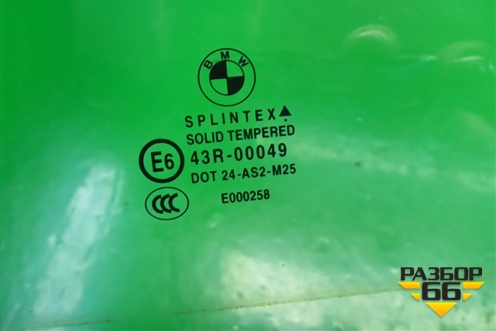 BMW
SPLINTEX
SOLID TEMPERED
E6 43R-00049
DOT 24-AS2-M25
CCC E000258
РАЗБОР
66